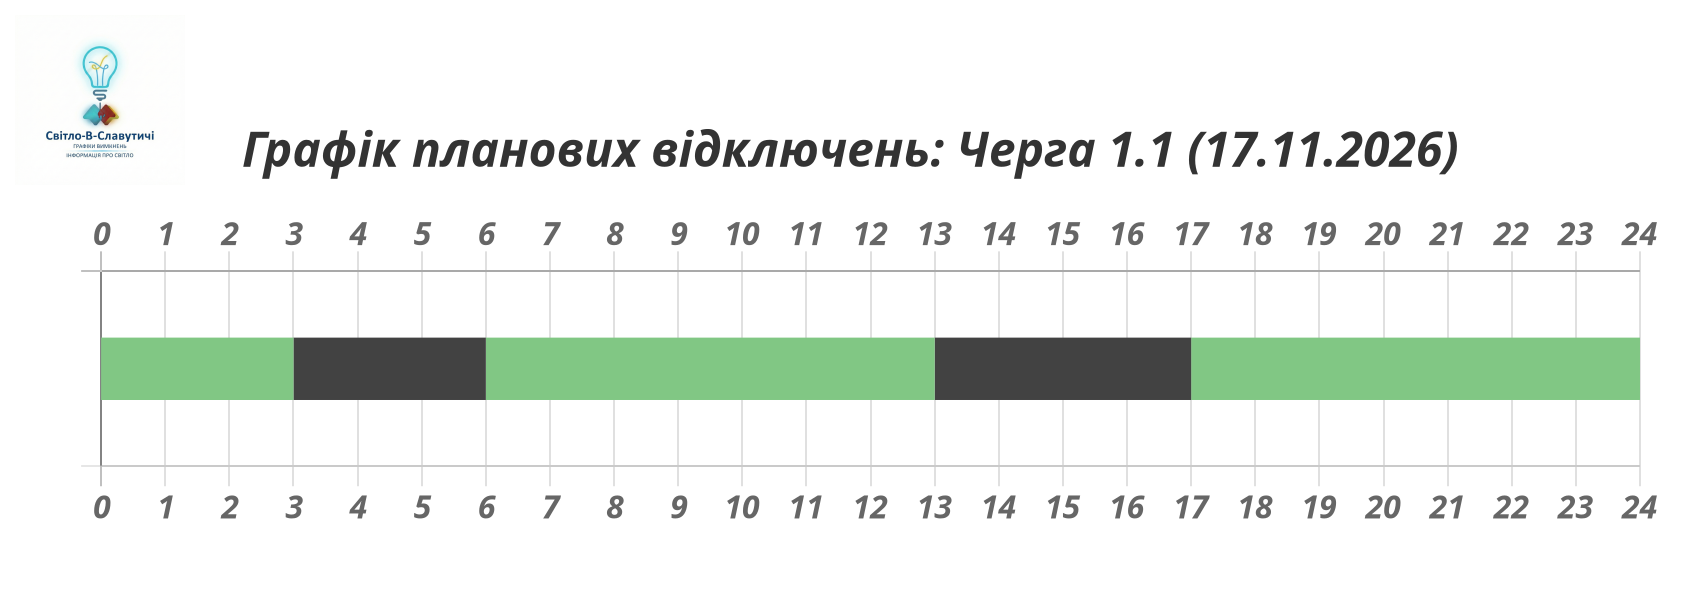 Світло-В-Славутичі
ГРАФІКИ ВИМІНЕНЬ
ІНФОРМАЦІЯ ПРО СВІТЛО
Графік планових відключень: Черга 1.1 (17.11.2026)
0 1 2 3 4 5 6 7 8 9 10 11 12 13 14 15 16 17 18 19 20 21 22 23 24
0 1 2 3 4 5 6 7 8 9 10 11 12 13 14 15 16 17 18 19 20 21 22 23 24